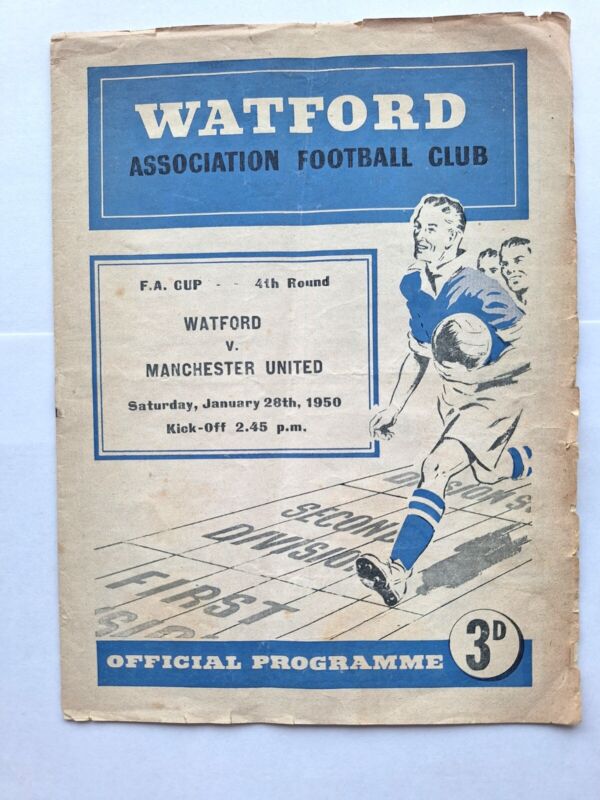 WATFORD
ASSOCIATION FOOTBALL CLUB
F.A. CUP - - 4th Round
WATFORD
v.
MANCHESTER UNITED
Saturday, January 28th, 1950
Kick-Off 2.45 p.m.
DIVISION S
SECOND
DIVISION
FIRST
OFFICIAL PROGRAMME 3D